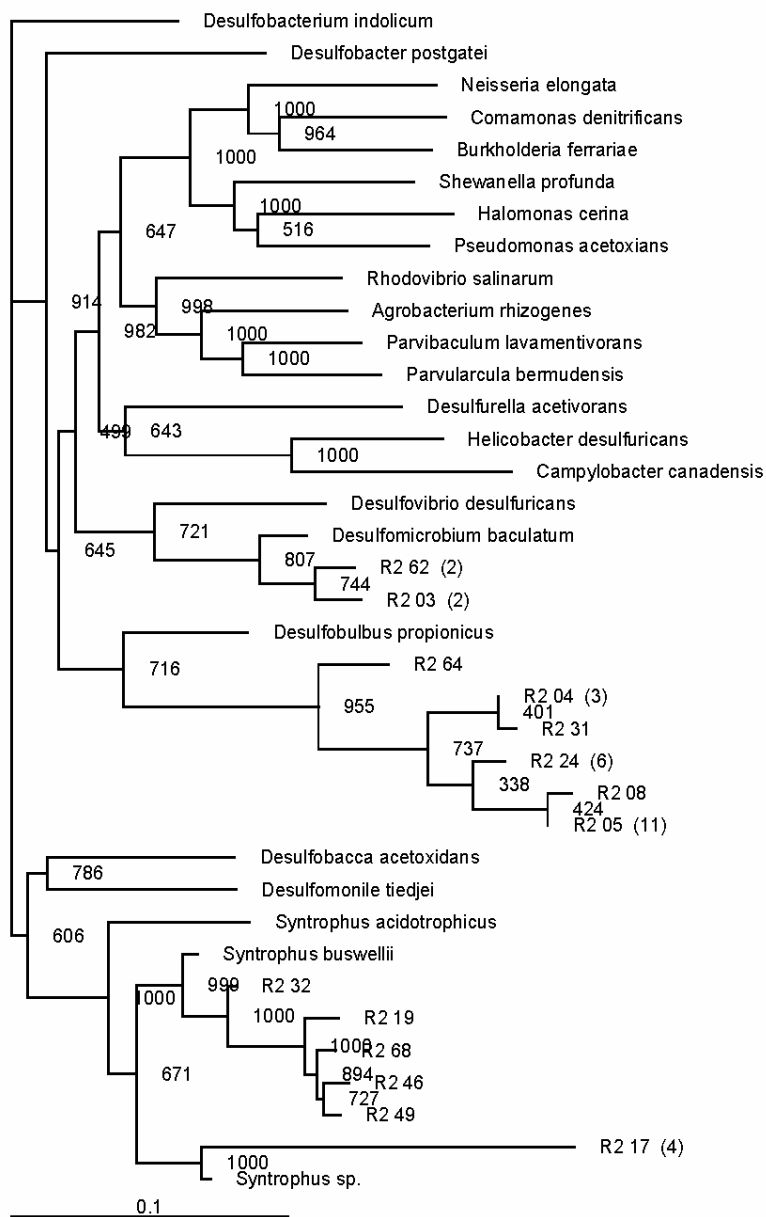 Desulfobacterium indolicum
Desulfobacter postgatei
Neisseria elongata
1000
Comamonas denitrificans
964
Burkholderia ferrariae
1000
Shewanella profunda
1000
Halomonas cerina
516
647
Pseudomonas acetoxians
Rhodovibrio salinarum
914
998
Agrobacterium rhizogenes
982
1000
Parvibaculum lavamentivorans
1000
Parvularcula bermudensis
Desulfurella acetivorans
499
643
Helicobacter desulfuricans
1000
Campylobacter canadensis
Desulfovibrio desulfuricans
721
Desulfomicrobium baculatum
645
807
R2 62 (2)
744
R2 03 (2)
Desulfobulbus propionicus
716
R2 64
R2 04 (3)
955
401
R2 31
737
R2 24 (6)
338
R2 08
424
R2 05 (11)
Desulfobacca acetoxidans
786
Desulfomonile tiedjei
Syntrophus acidotrophicus
606
Syntrophus buswellii
999
R2 32
1000
1000
R2 19
1000
R2 68
671
894
R2 46
727
R2 49
R2 17 (4)
1000
Syntrophus sp.
0.1